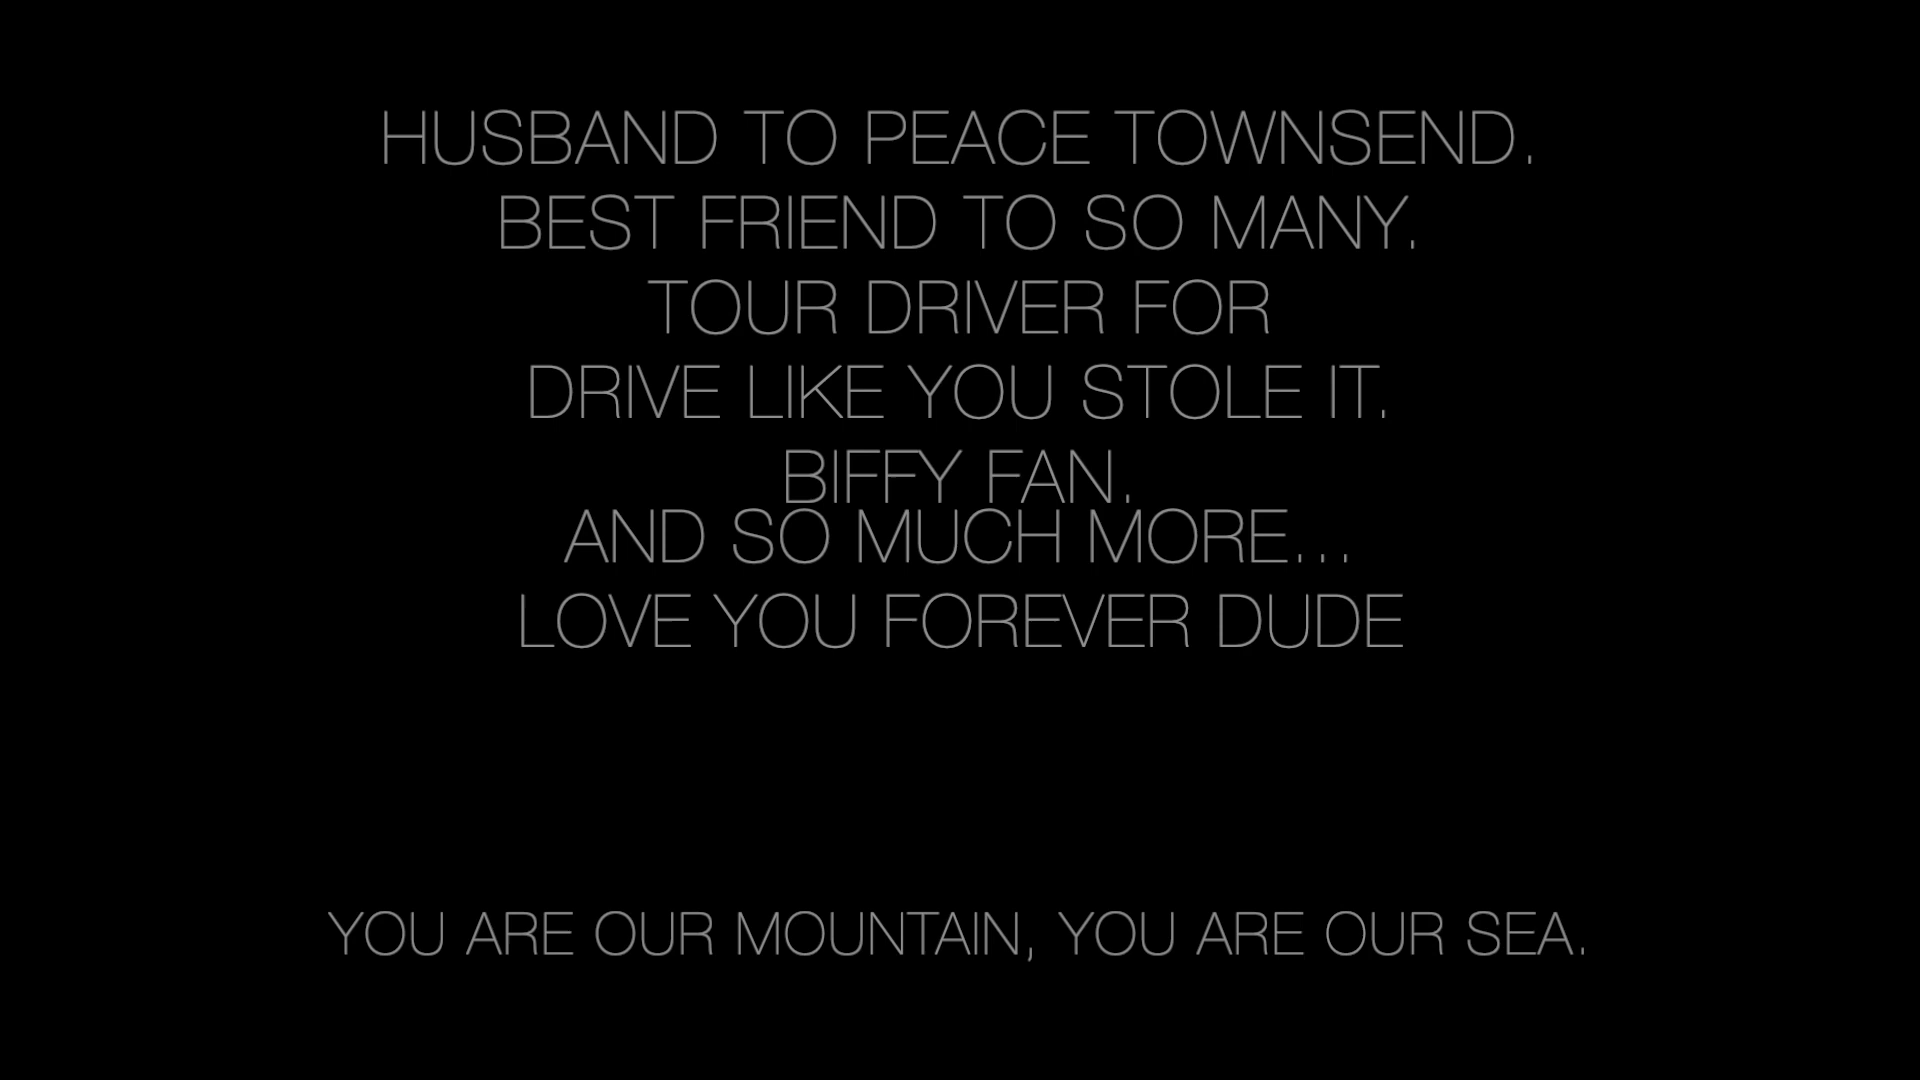 HUSBAND TO PEACE TOWNSEND.
BEST FRIEND TO SO MANY.
TOUR DRIVER FOR
DRIVE LIKE YOU STOLE IT.
BIFFY FAN.
AND SO MUCH MORE...
LOVE YOU FOREVER DUDE
YOU ARE OUR MOUNTAIN, YOU ARE OUR SEA.